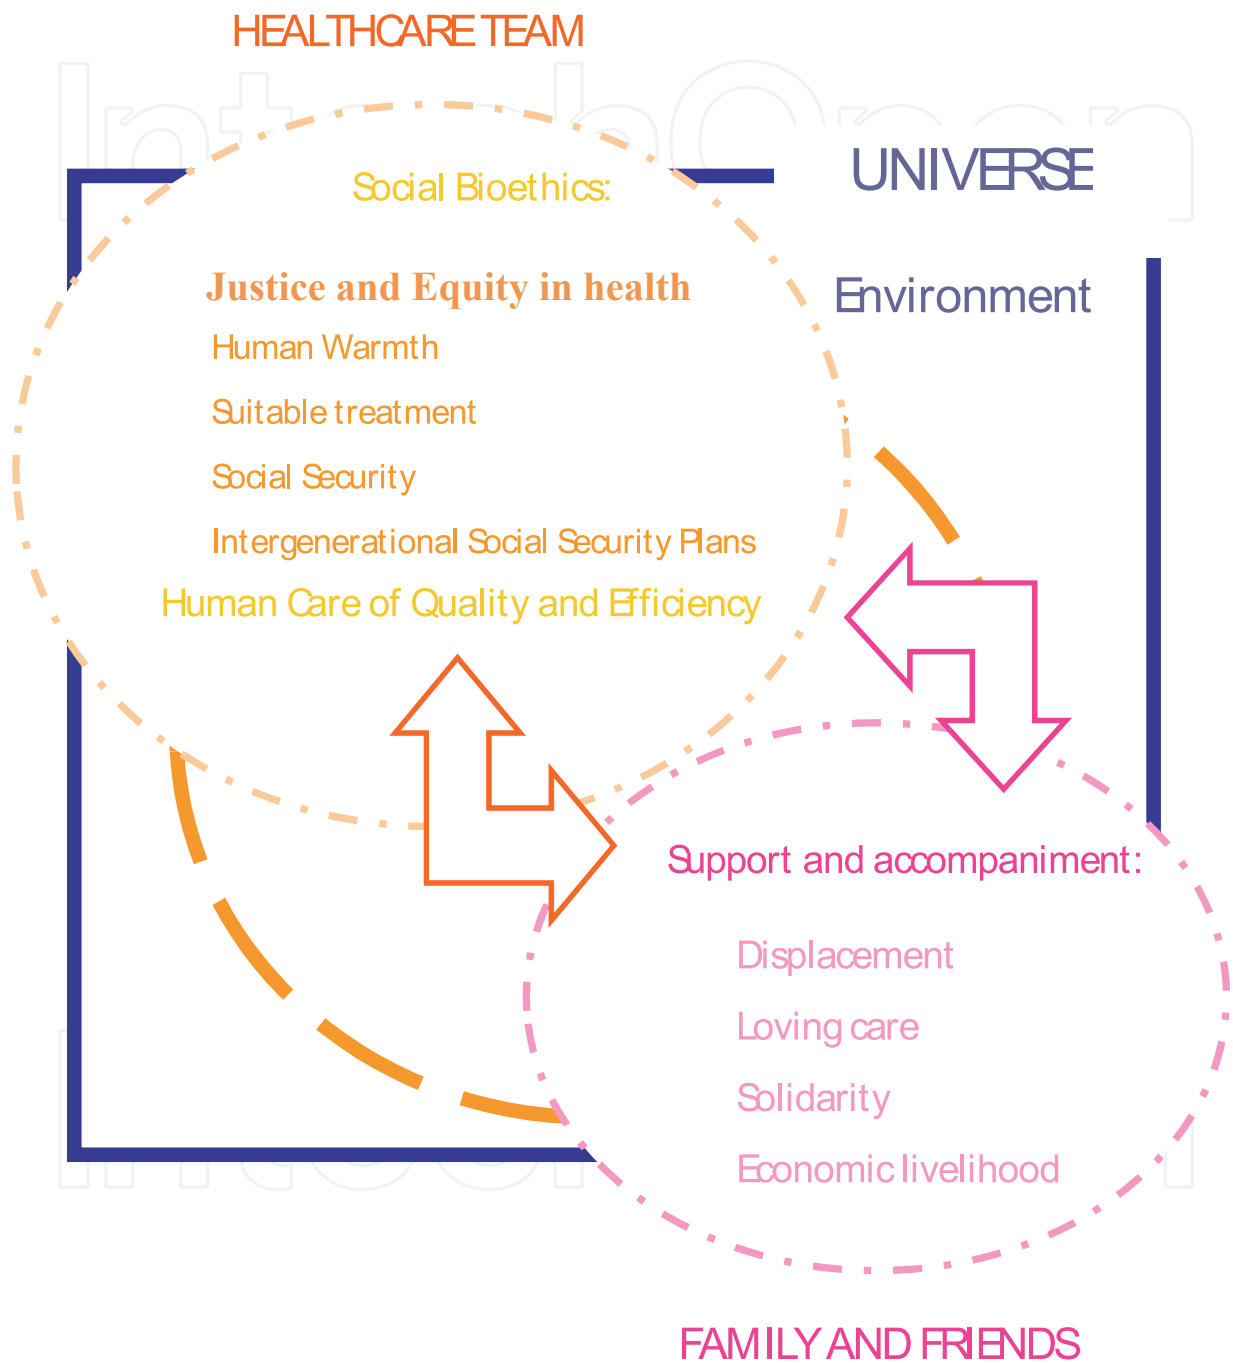 HEALTHCARE TEAM
IntechOpen
UNIVERSE
Social Bioethics:
Environment
Justice and Equity in health
Human Warmth
Suitable treatment
Social Security
Intergenerational Social Security Plans
Human Care of Quality and Efficiency
Support and accompaniment:
Displacement
Loving care
Solidarity
Economic livelihood
FAMILY AND FRIENDS